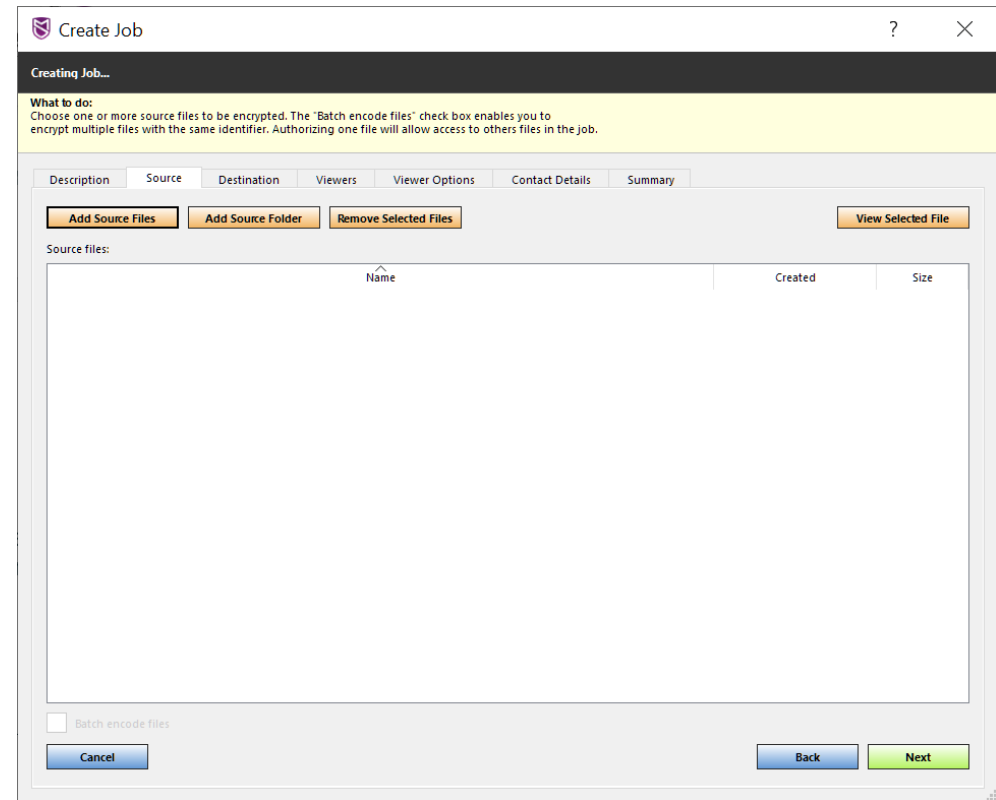 Create Job
?
Creating Job...
What to do:
Choose one or more source files to be encrypted. The "Batch encode files" check box enables you to
encrypt multiple files with the same identifier. Authorizing one file will allow access to others files in the job.
Description Source Destination Viewers Viewer Options Contact Details Summary
Add Source Files Add Source Folder Remove Selected Files View Selected File
Source files:
Name Created Size
Batch encode files
Cancel Back Next